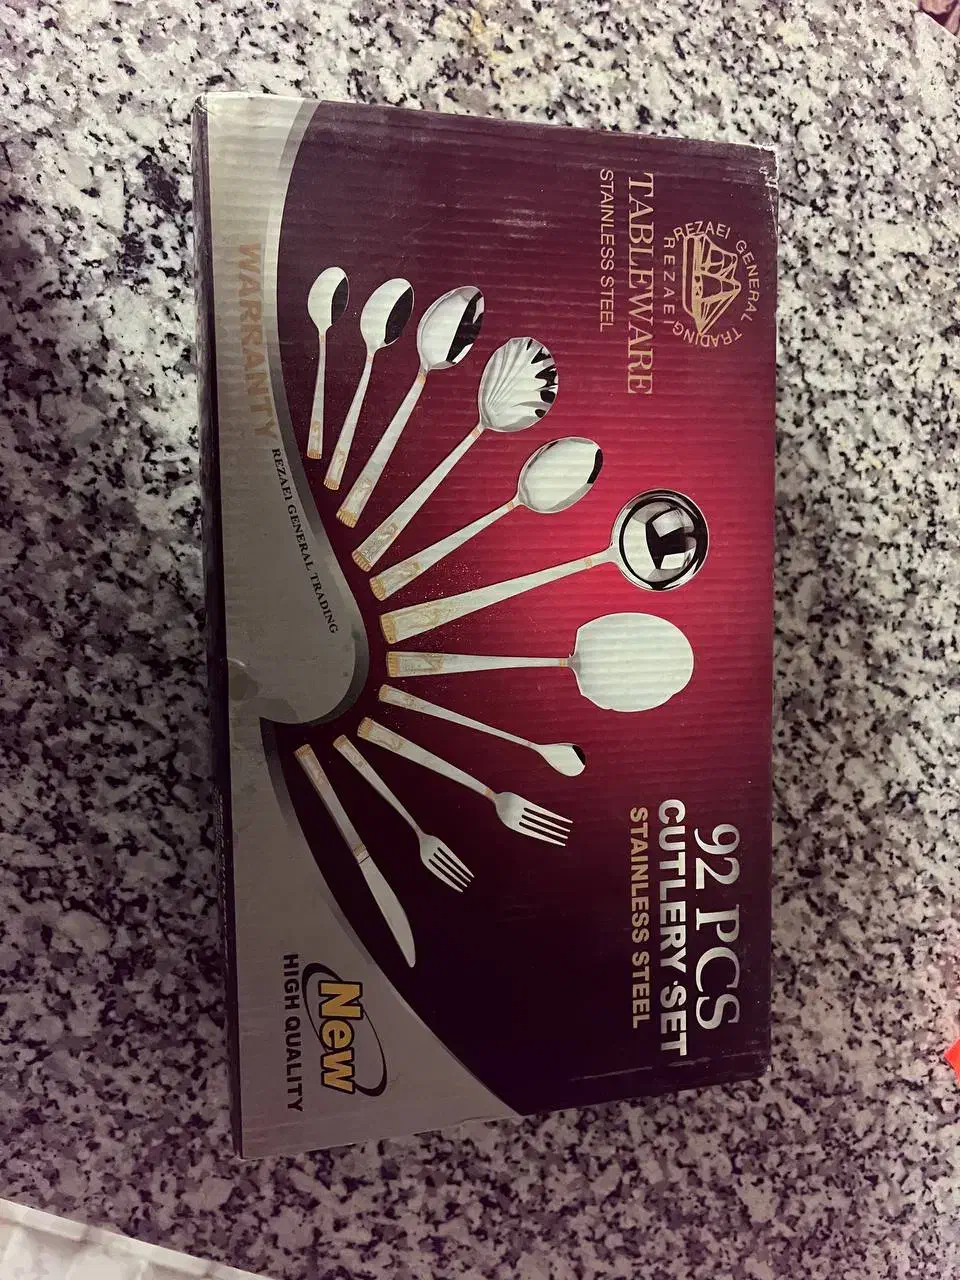 REZAEI GENERAL TRADING
REZAEI
TABLEWARE
STAINLESS STEEL
92 PCS
CUTLERY SET
STAINLESS STEEL
WARRANTY
REZAEI GENERAL TRADING
New
HIGH QUALITY